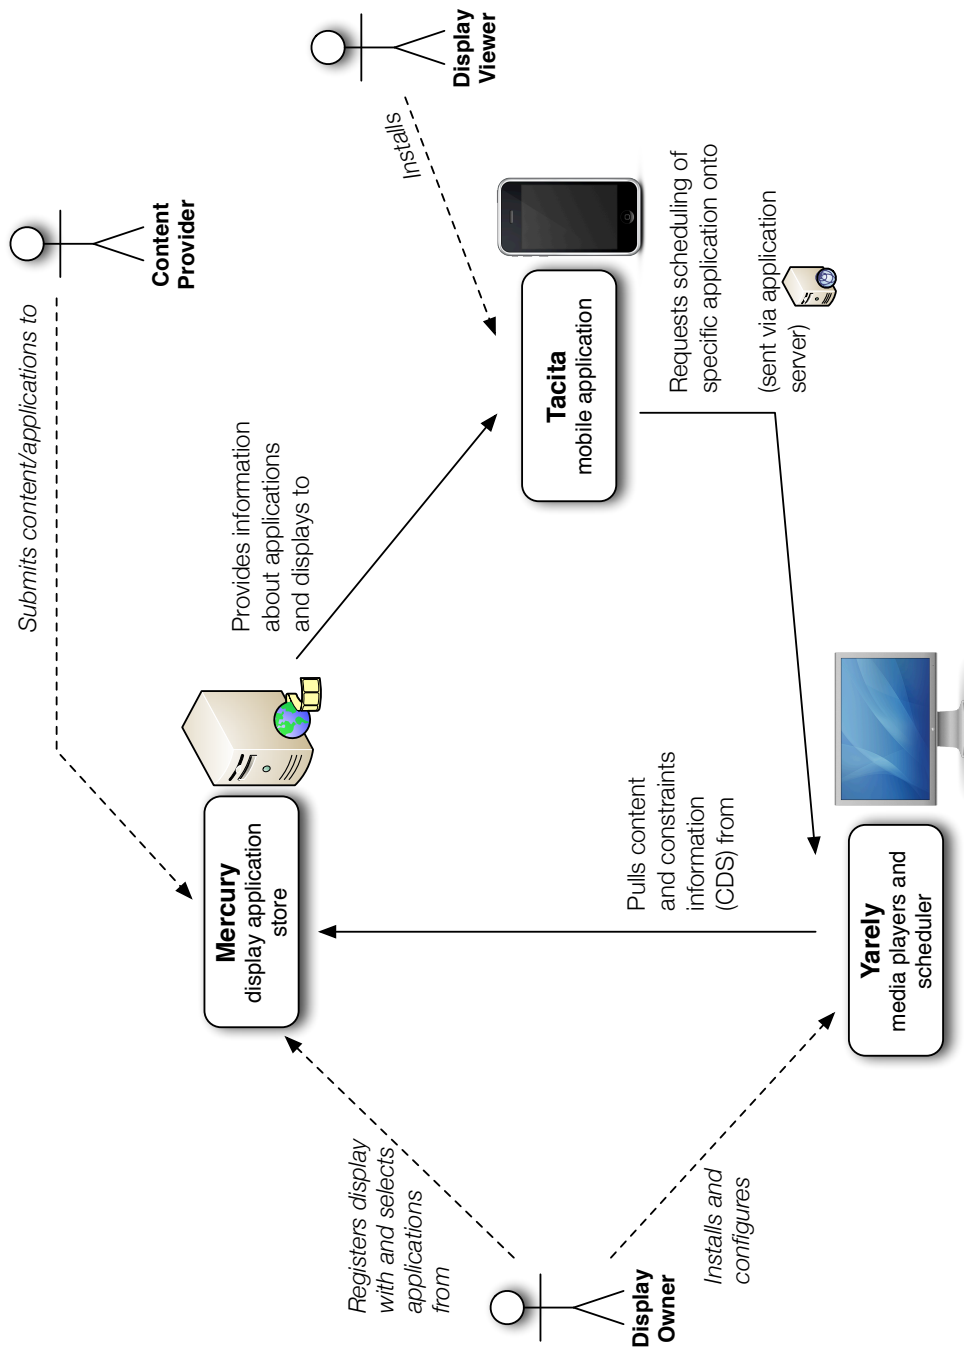 Submits content/applications to
Content
Provider
Display
Viewer
Installs
Registers display
with and selects
applications
from
Mercury
display application
store
Provides information
about applications
and displays to
Display
Owner
Pulls content
and constraints
information
(CDS) from
Tacita
mobile application
Requests scheduling of
specific application onto
(sent via application
server)
Installs and
configures
Yarely
media players and
scheduler